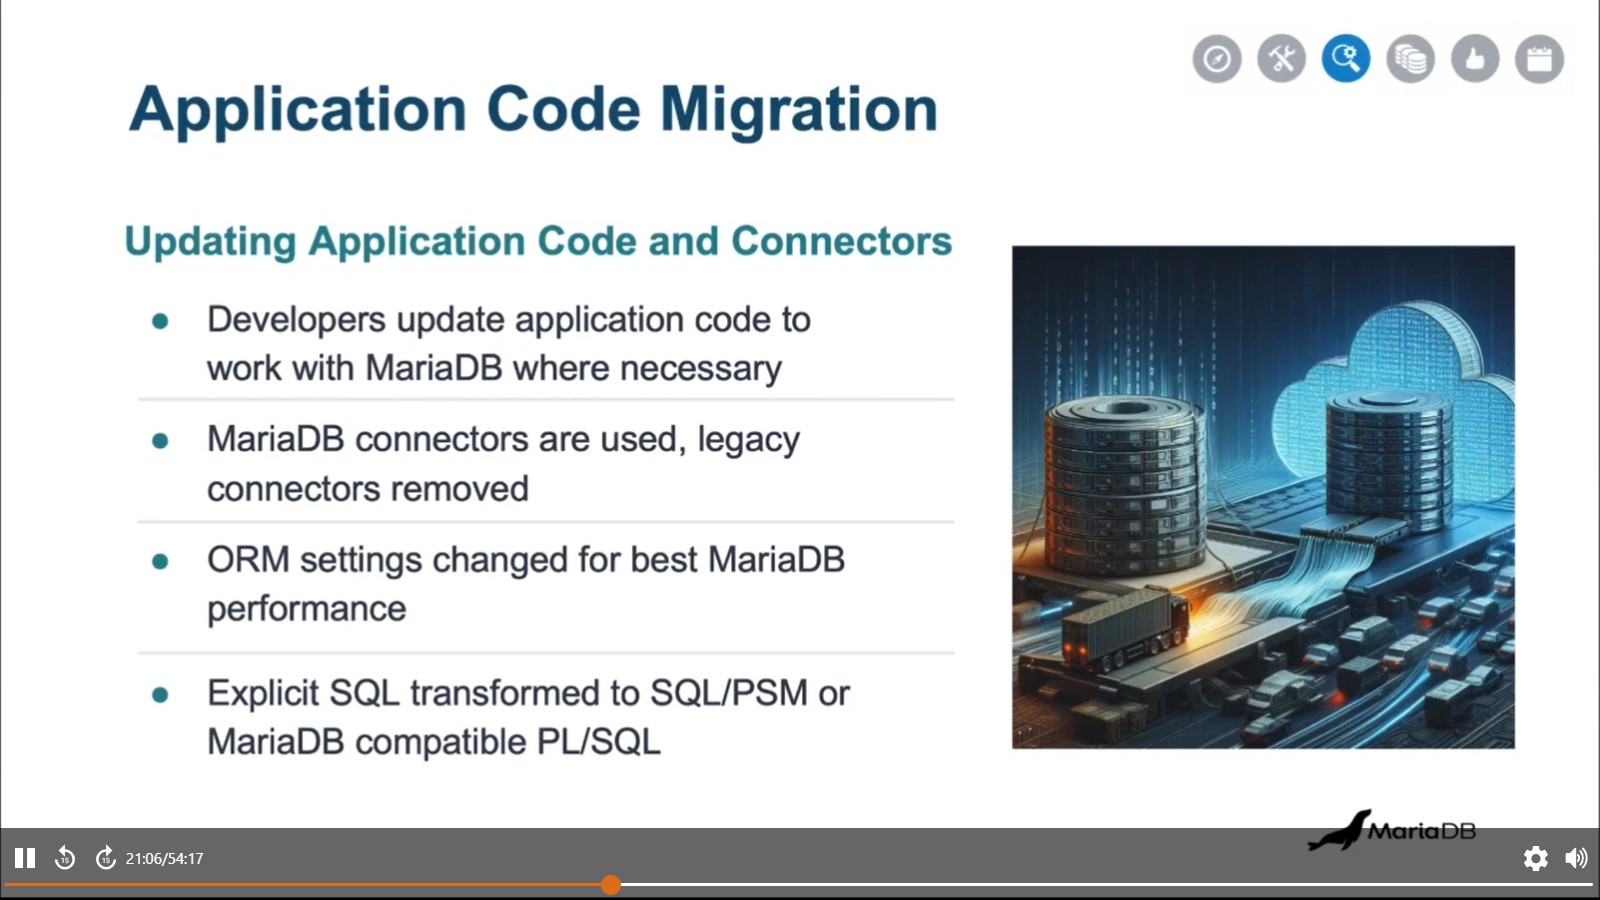 Application Code Migration
Updating Application Code and Connectors
Developers update application code to
work with MariaDB where necessary
MariaDB connectors are used, legacy
connectors removed
ORM settings changed for best MariaDB
performance
Explicit SQL transformed to SQL/PSM or
MariaDB compatible PL/SQL
MariaDB
15
15
21:06/54:17